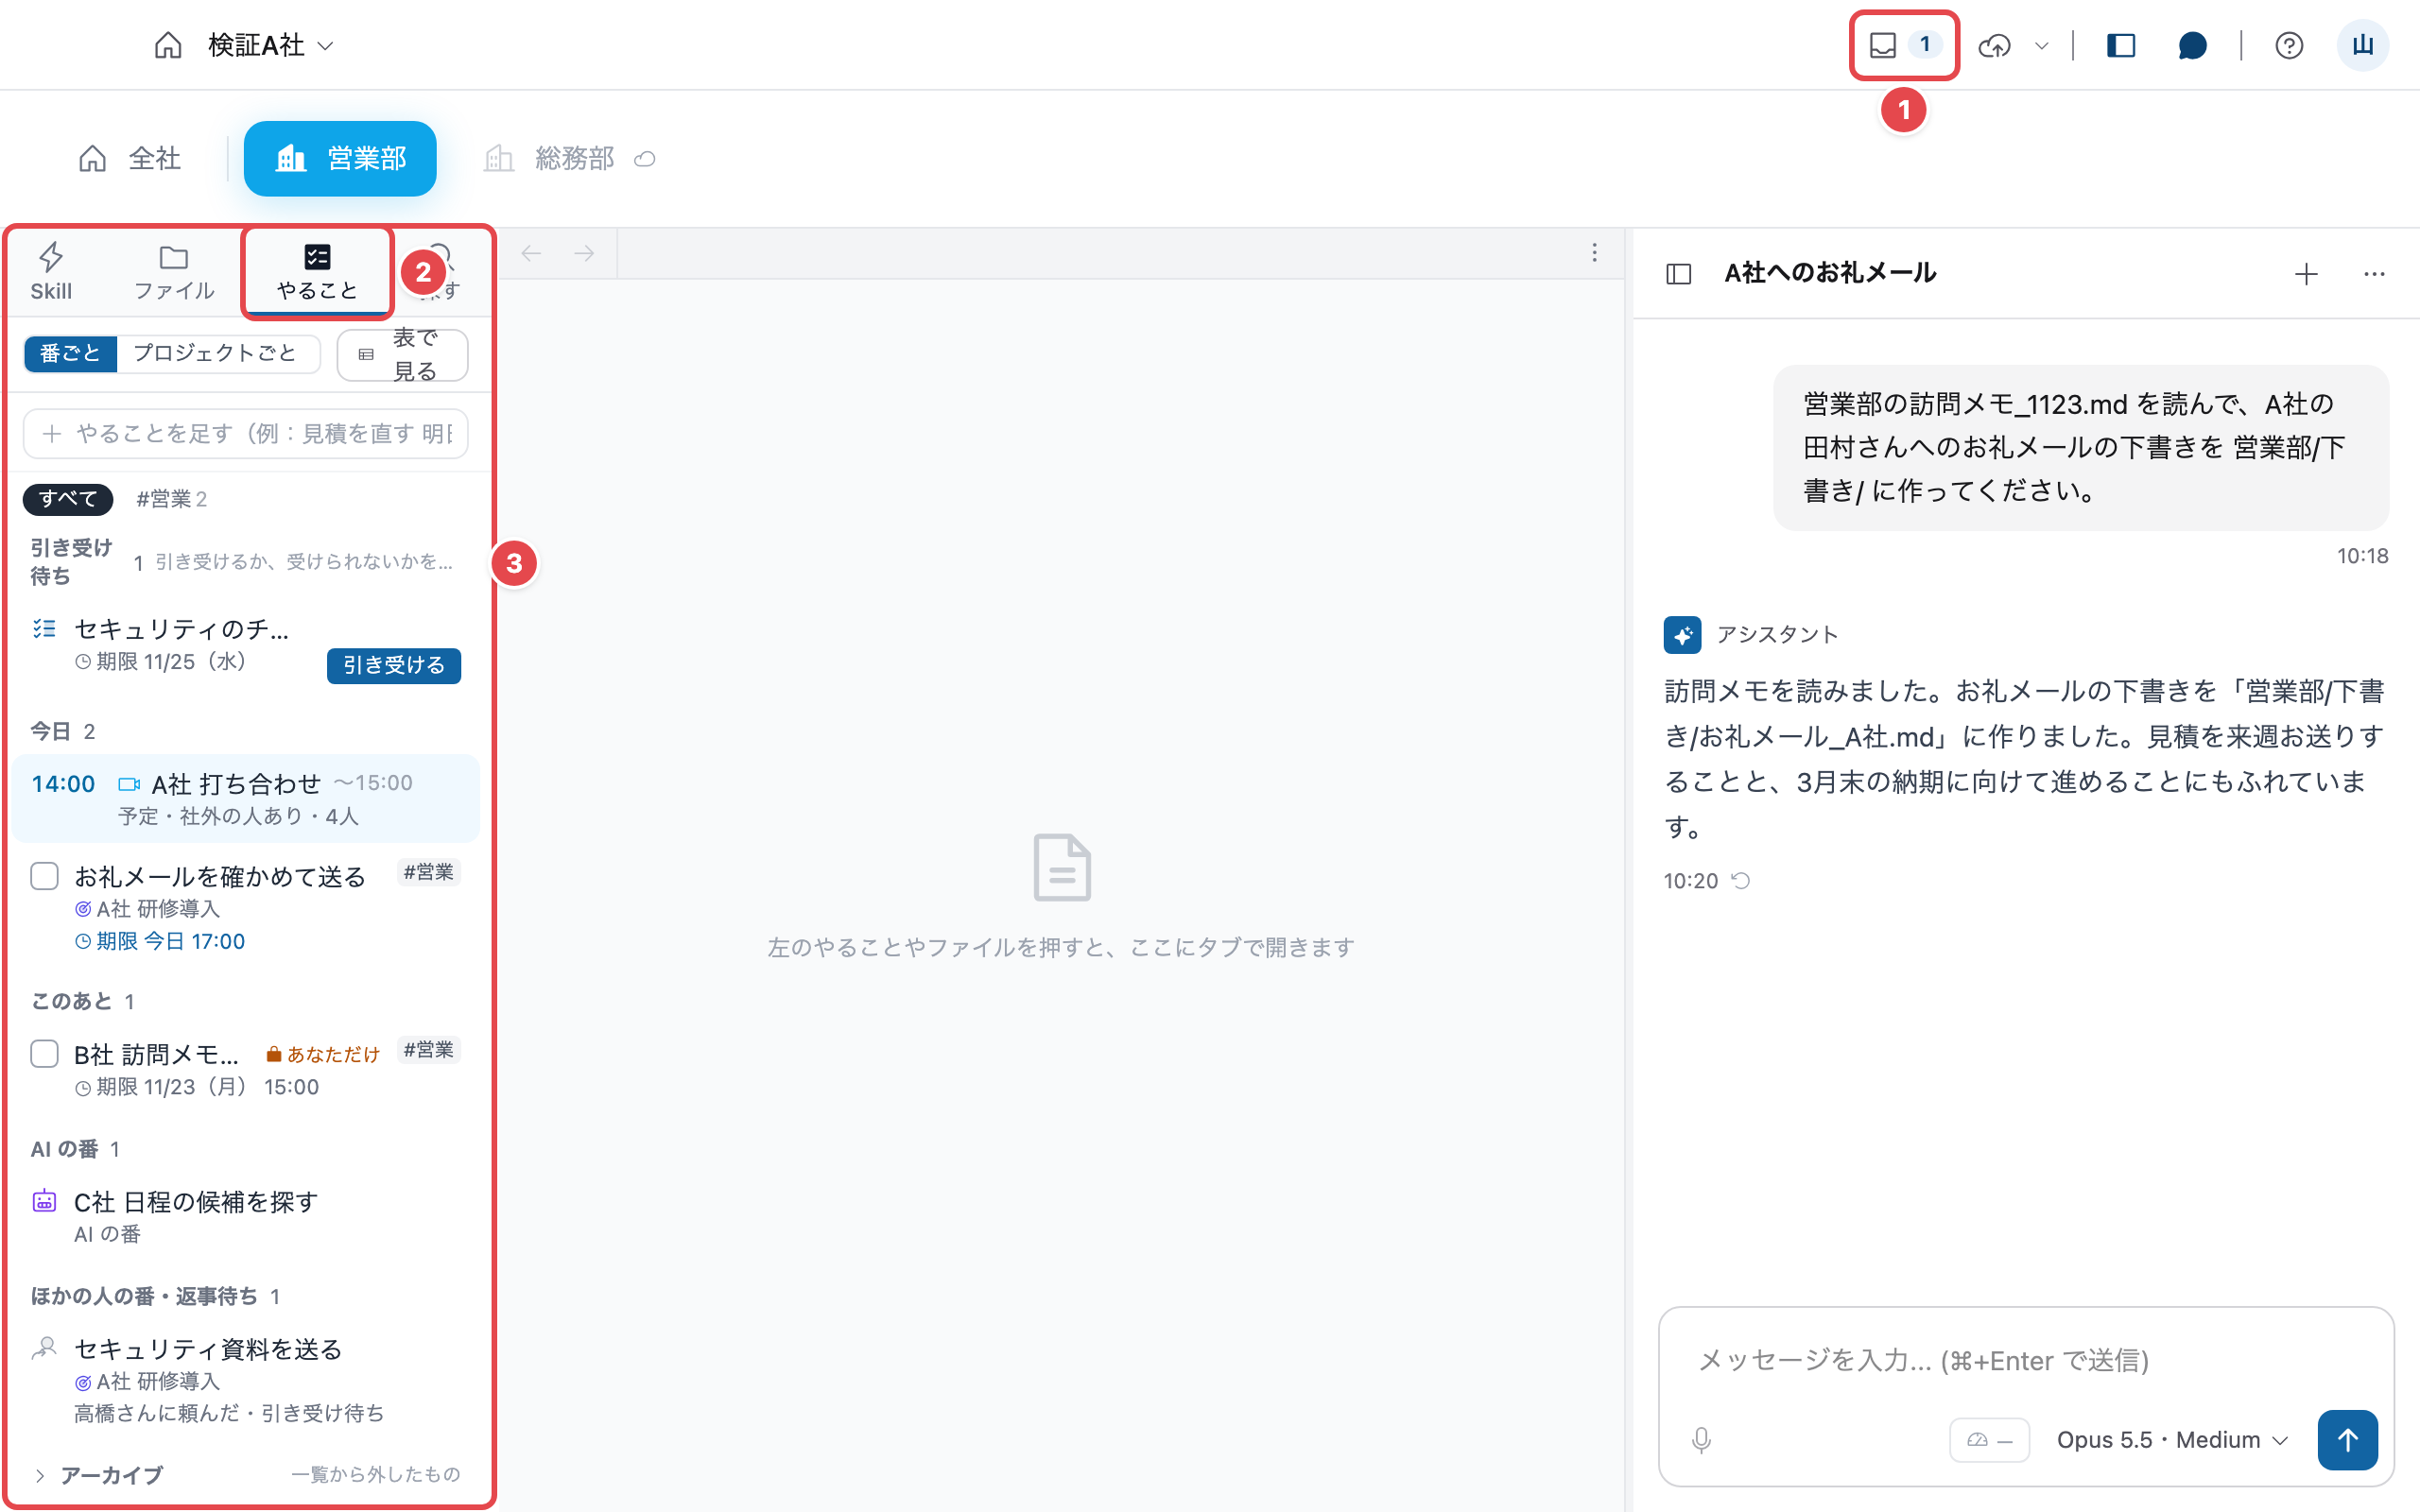 検証A社
1
山
1
全社
営業部
総務部
Skill
ファイル
やること
2
す
番ごと
プロジェクトごと
表で
見る
やることを足す（例：見積を直す 明日
すべて
#営業 2
引き受け
待ち
1
引き受けるか、受けられないかを...
3
セキュリティのチ...
期限 11/25（水）
引き受ける
今日 2
14:00
A社 打ち合わせ 〜15:00
予定・社外の人あり・4人
お礼メールを確かめて送る
#営業
A社 研修導入
期限 今日 17:00
このあと 1
B社 訪問メモ...
あなただけ
#営業
期限 11/23（月） 15:00
AI の番 1
C社 日程の候補を探す
AI の番
ほかの人の番・返事待ち 1
セキュリティ資料を送る
A社 研修導入
高橋さんに頼んだ・引き受け待ち
アーカイブ
一覧から外したもの
左のやることやファイルを押すと、ここにタブで開きます
A社へのお礼メール
営業部の訪問メモ_1123.md を読んで、A社の
田村さんへのお礼メールの下書きを 営業部/下
書き/ に作ってください。
10:18
アシスタント
訪問メモを読みました。お礼メールの下書きを「営業部/下書
き/お礼メール_A社.md」に作りました。見積を来週お送りす
ることと、3月末の納期に向けて進めることにもふれていま
す。
10:20
メッセージを入力... (⌘+Enter で送信)
Opus 5.5・Medium